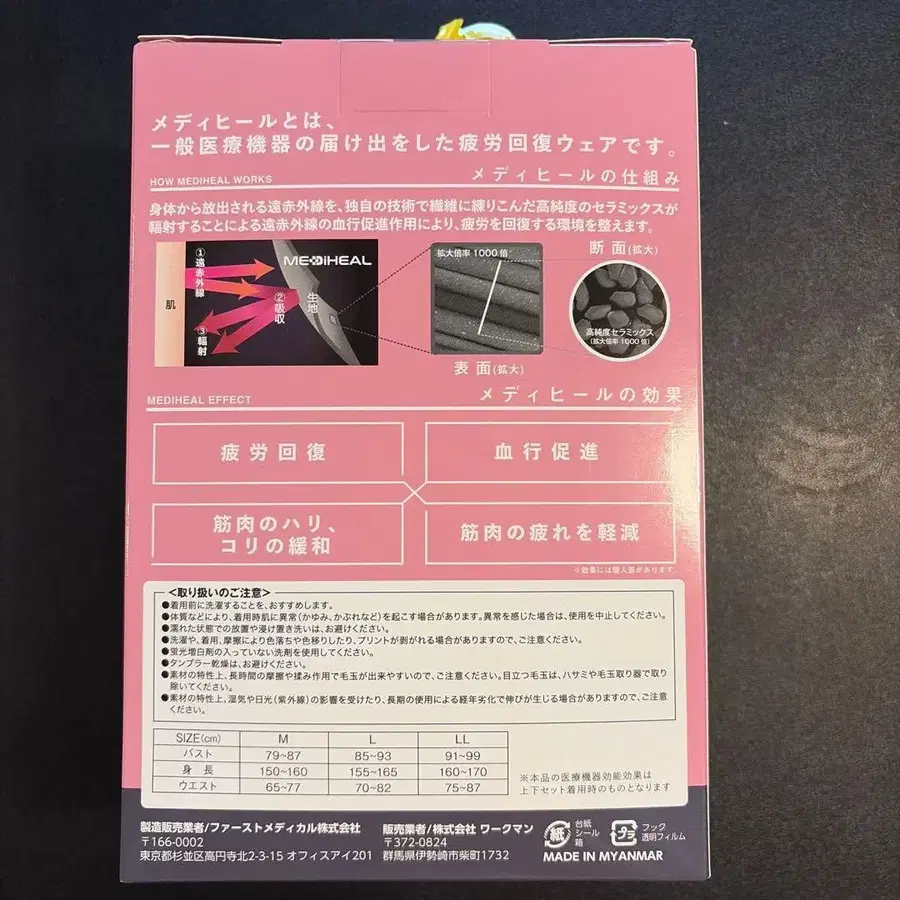 メディヒールとは、
一般医療機器の届け出をした疲労回復ウェアです。
HOW MEDIHEAL WORKS
メディヒールの仕組み
身体から放出される遠赤外線を、独自の技術で繊維に練りこんだ高純度のセラミックスが
輻射することによる遠赤外線の血行促進作用により、疲労を回復する環境を整えます。
肌
①遠赤外線
②吸収
③輻射
MEDiHEAL
生地
拡大倍率1000倍
表面(拡大)
断面(拡大)
高純度セラミックス
(拡大倍率1000倍)
MEDIHEAL EFFECT
メディヒールの効果
疲労回復
血行促進
筋肉のハリ、
コリの緩和
筋肉の疲れを軽減
※効果には個人差があります。
<取り扱いのご注意>
●着用前に洗濯することを、おすすめします。
●体質などにより、着用時肌に異常(かゆみ、かぶれなど)を起こす場合があります。異常を感じた場合は、使用を中止してください。
●濡れた状態での放置や浸け置き洗いは、お避けください。
●洗濯や、着用、摩擦により色落ちや色移りしたり、プリントが剥がれる場合がありますので、ご注意ください。
●蛍光増白剤の入っていない洗剤を使用してください。
●タンブラー乾燥は、お避けください。
●素材の特性上、長時間の摩擦や揉み作用で毛玉が出来やすいので、ご注意ください。目立つ毛玉は、ハサミや毛玉取り器で取り
除いてください。
●素材の特性上、湿気や日光(紫外線)の影響を受けたり、長期の使用による経年劣化で伸びが生じる場合がありますので、ご注意
ください。
SIZE(cm) M L LL
バスト 79~87 85~93 91~99
身長 150~160 155~165 160~170
ウエスト 65~77 70~82 75~87
※本品の医療機器効能効果は
上下セット着用時のものとなります
製造販売業者/ファーストメディカル株式会社
〒166-0002
東京都杉並区高円寺北2-3-15 オフィスアイ201
販売業者/株式会社 ワークマン
〒372-0824
群馬県伊勢崎市柴町1732
紙
台紙
シール
箱
プラ
フック
透明フィルム
MADE IN MYANMAR